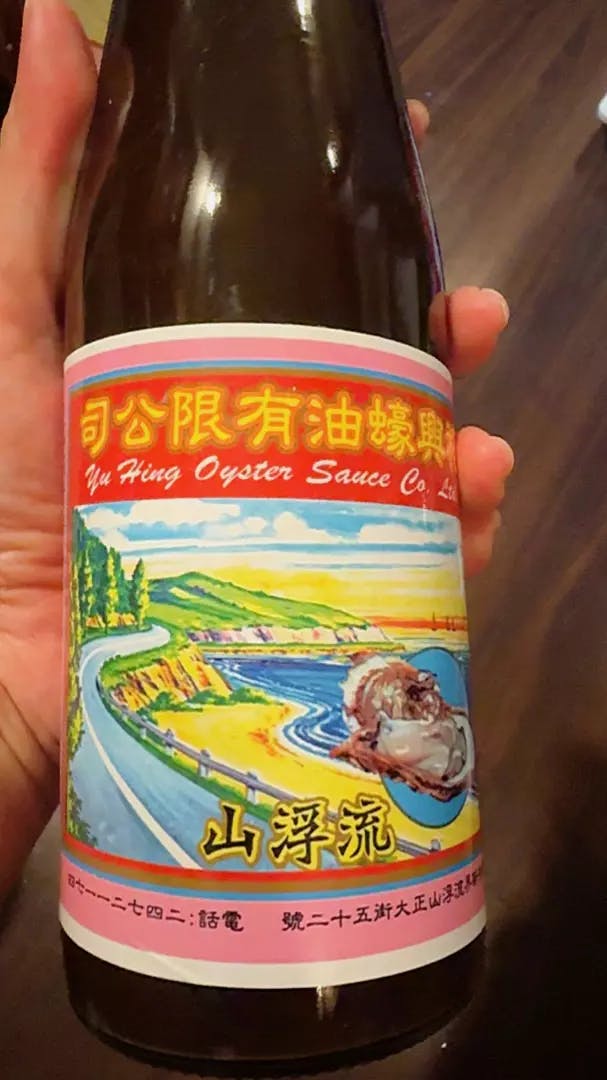 興蠔油有限公司
Yu Hing Oyster Sauce Co.
流浮山
流浮山正大街五十二號 電話:二四七二一一七四